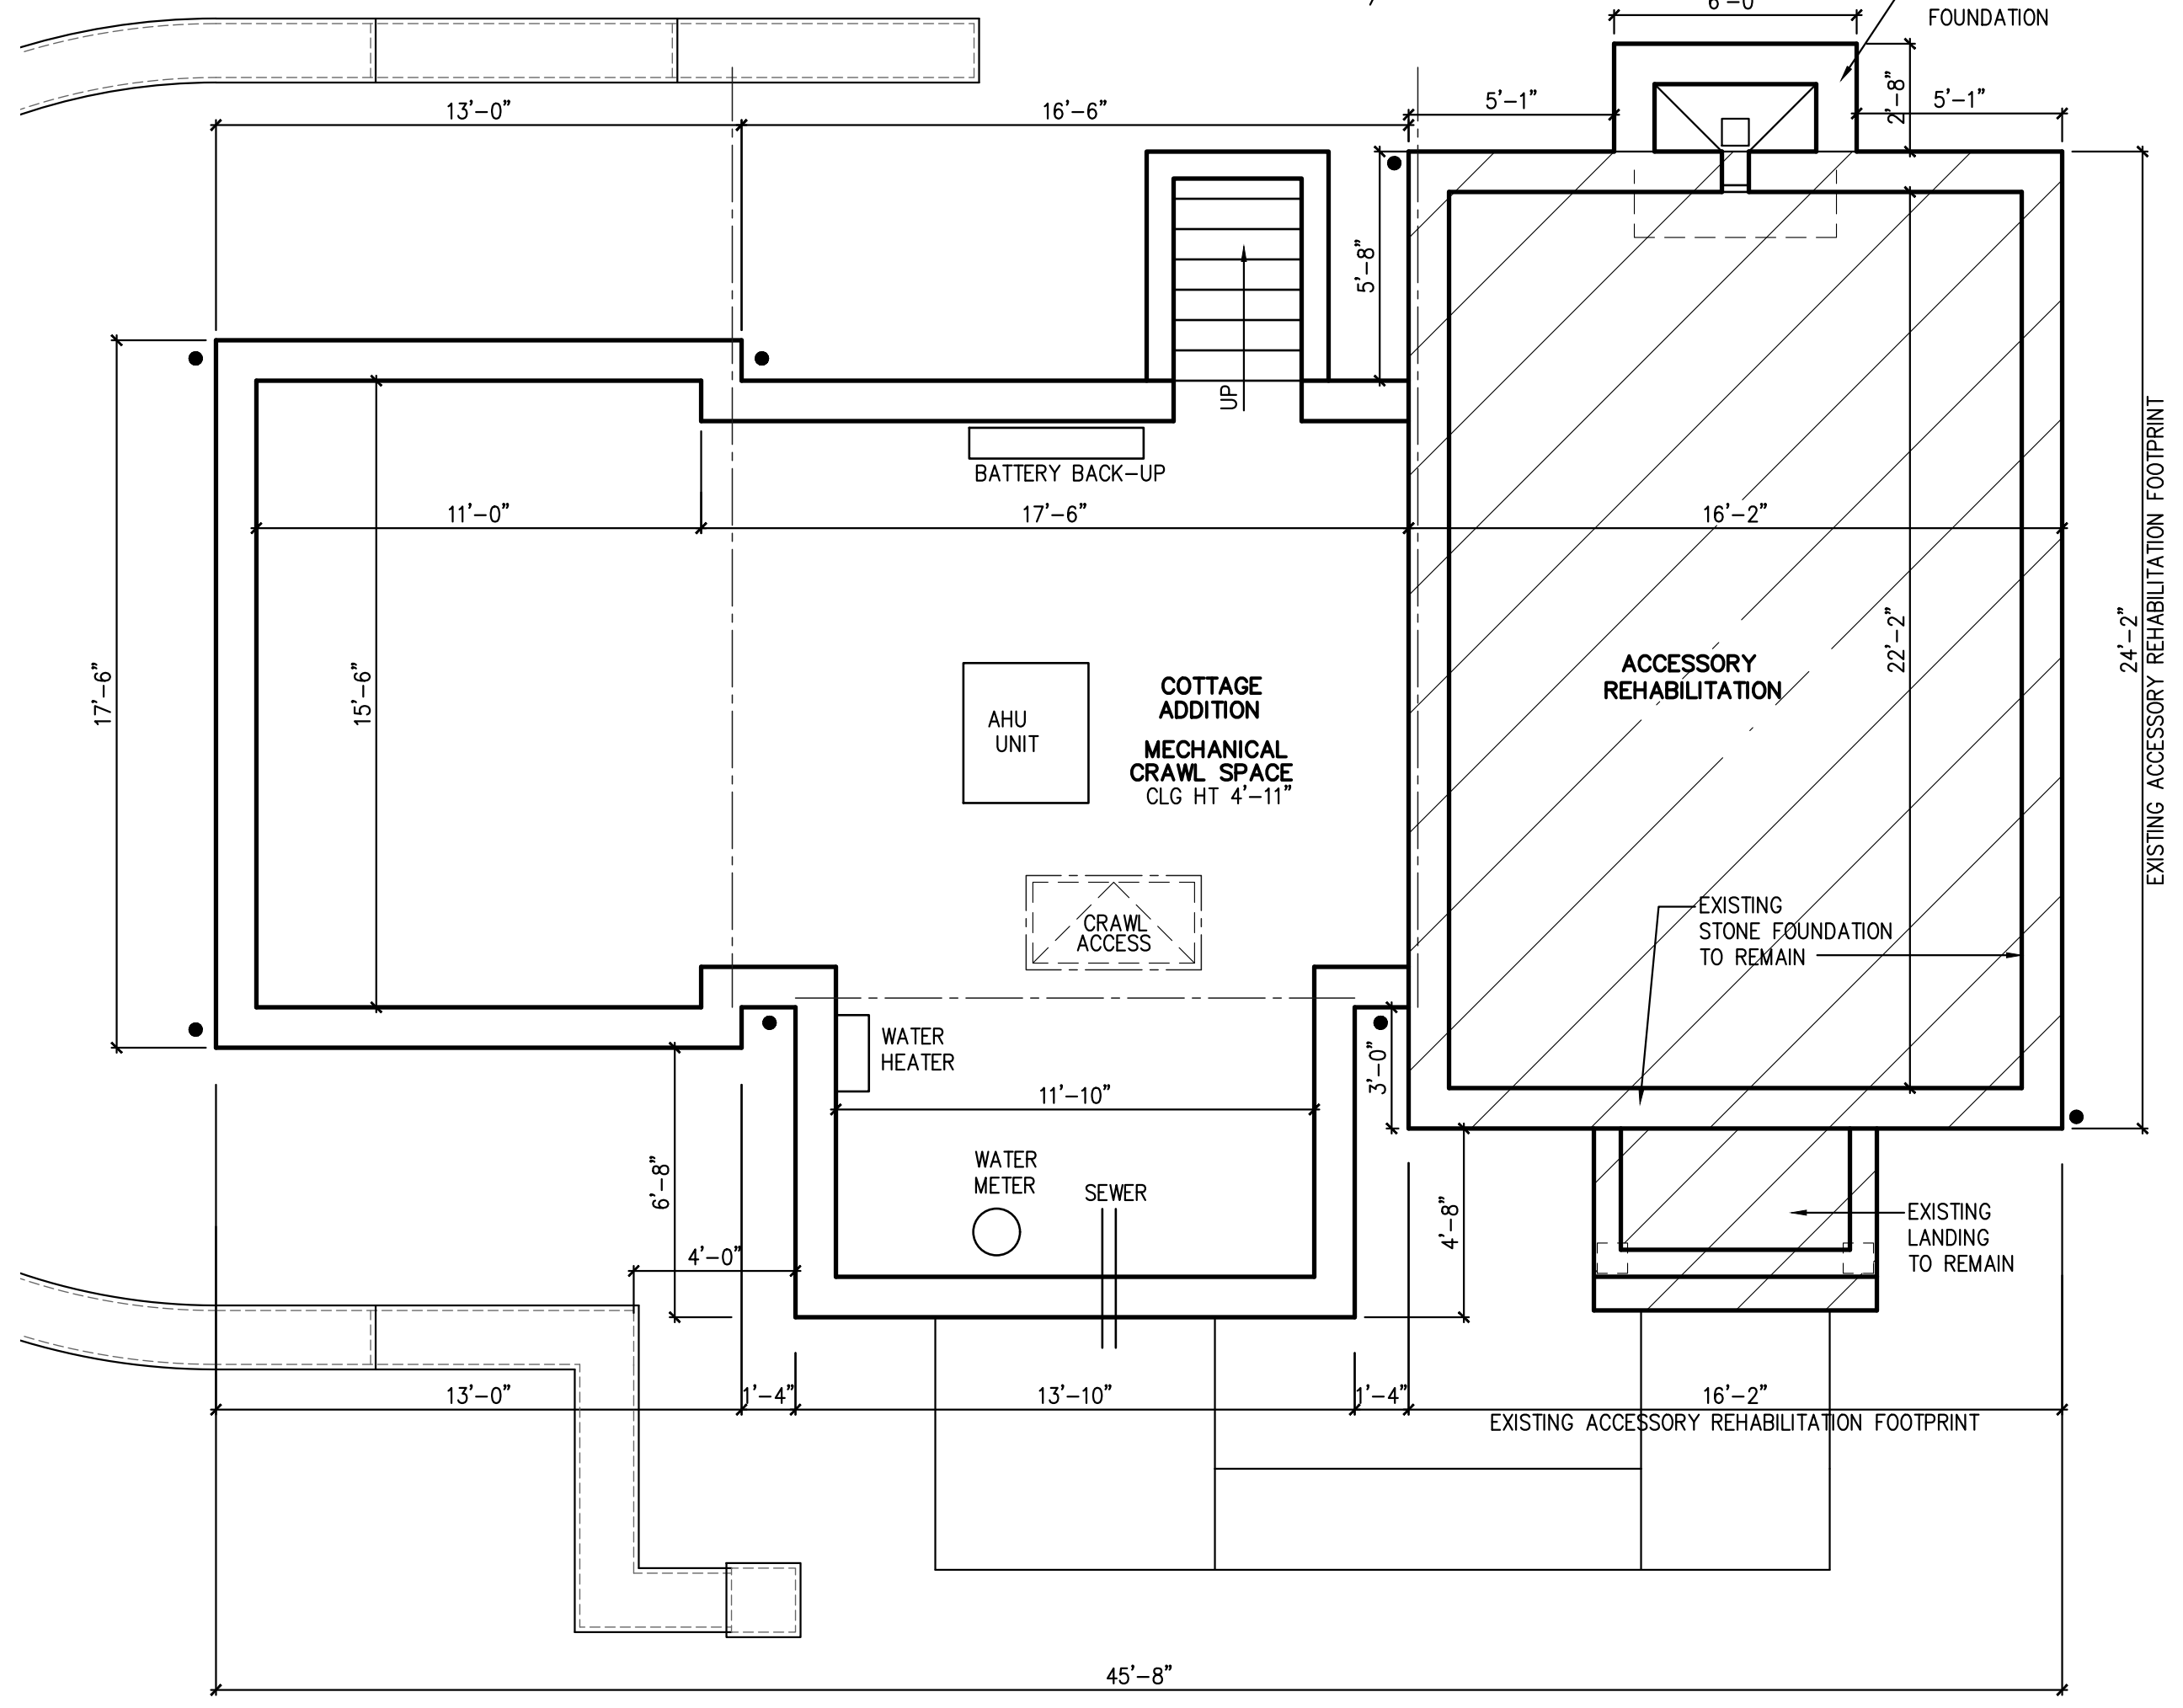 6'-0"
FOUNDATION
13'-0"
16'-6"
5'-1"
2'-8"
5'-1"
5'-8"
UP
BATTERY BACK-UP
11'-0"
17'-6"
16'-2"
17'-6"
15'-6"
22'-2"
24'-2"
EXISTING ACCESSORY REHABILITATION FOOTPRINT
ACCESSORY
REHABILITATION
COTTAGE
ADDITION
MECHANICAL
CRAWL SPACE
CLG HT 4'-11"
AHU
UNIT
CRAWL
ACCESS
EXISTING
STONE FOUNDATION
TO REMAIN
WATER
HEATER
3'-0"
11'-10"
6'-8"
WATER
METER
SEWER
4'-8"
EXISTING
LANDING
TO REMAIN
4'-0"
13'-0"
1'-4"
13'-10"
1'-4"
16'-2"
EXISTING ACCESSORY REHABILITATION FOOTPRINT
45'-8"